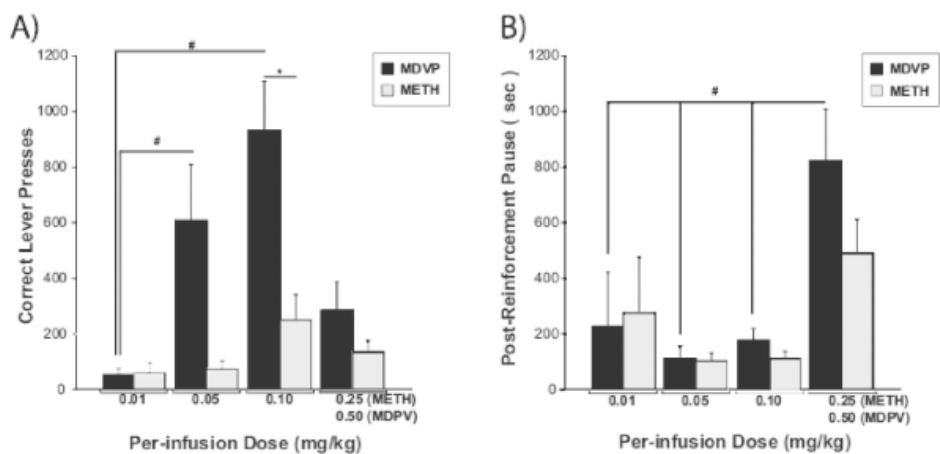 A)
#
1200
1000
800
600
400
200
0
Correct Lever Presses
#
*
MDVP
METH
0.01
0.05
0.10
0.25 (METH)
0.50 (MDPV)
Per-infusion Dose (mg/kg)
B)
1200
1000
800
600
400
200
0
Post-Reinforcement Pause ( sec)
#
MDVP
METH
0.01
0.05
0.10
0.25 (METH)
0.50 (MDPV)
Per-infusion Dose (mg/kg)